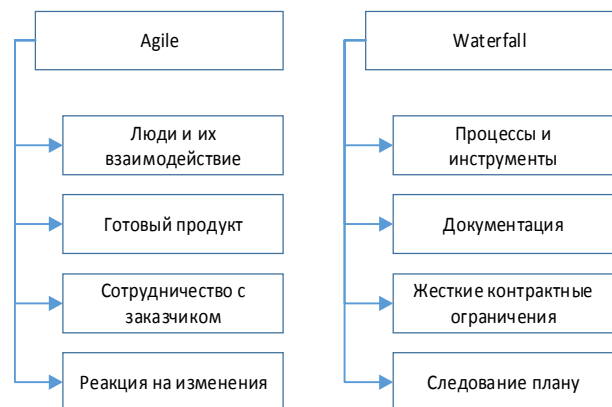 Agile
Люди и их
взаимодействие
Готовый продукт
Сотрудничество с
заказчиком
Реакция на изменения
Waterfall
Процессы и
инструменты
Документация
Жесткие контрактные
ограничения
Следование плану